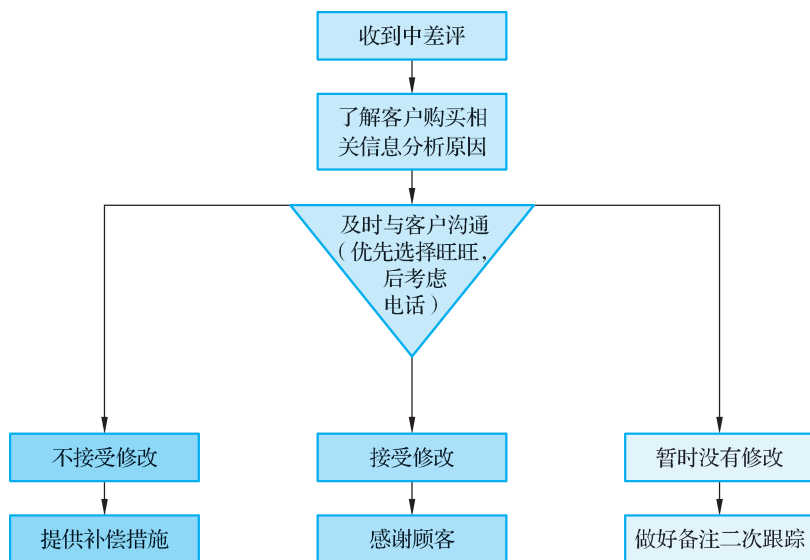 收到中差评
了解客户购买相
关信息分析原因
及时与客户沟通
（优先选择旺旺，
后考虑
电话）
不接受修改
接受修改
暂时没有修改
提供补偿措施
感谢顾客
做好备注二次跟踪